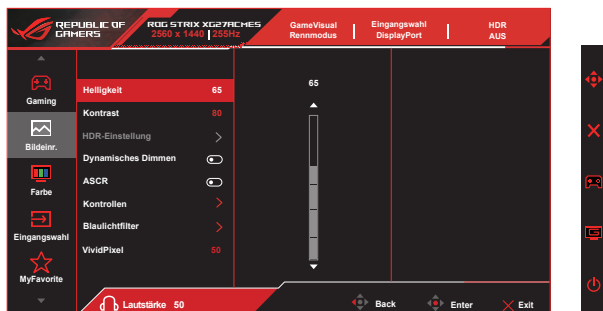 REPUBLIC OF
GAMERS
ROG STRIX XG27ACMES
2560 x 1440 255Hz
GameVisual
Rennmodus
Eingangswahl
DisplayPort
HDR
AUS
Gaming
Bildeinr.
Farbe
Eingangswahl
MyFavorite
Helligkeit 65
Kontrast 80
HDR-Einstellung
Dynamisches Dimmen
ASCR
Kontrollen
Blaulichtfilter
VividPixel 50
65
Lautstärke 50
Back
Enter
Exit